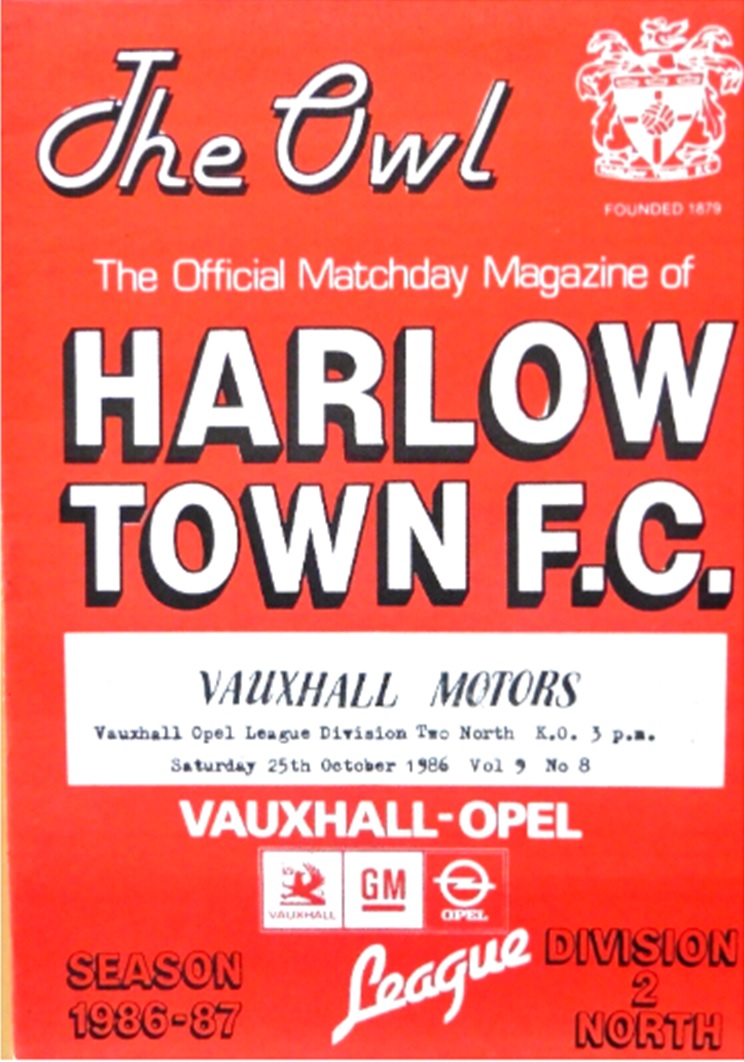 The Owl
FOUNDED 1879
The Official Matchday Magazine of
HARLOW
TOWN F.C.
VAUXHALL MOTORS
Vauxhall Opel League Division Two North K.O. 3 p.m.
Saturday 25th October 1986 Vol 9 No 8
VAUXHALL-OPEL
VAUXHALL
GM
OPEL
League
SEASON
1986-87
DIVISION
2
NORTH